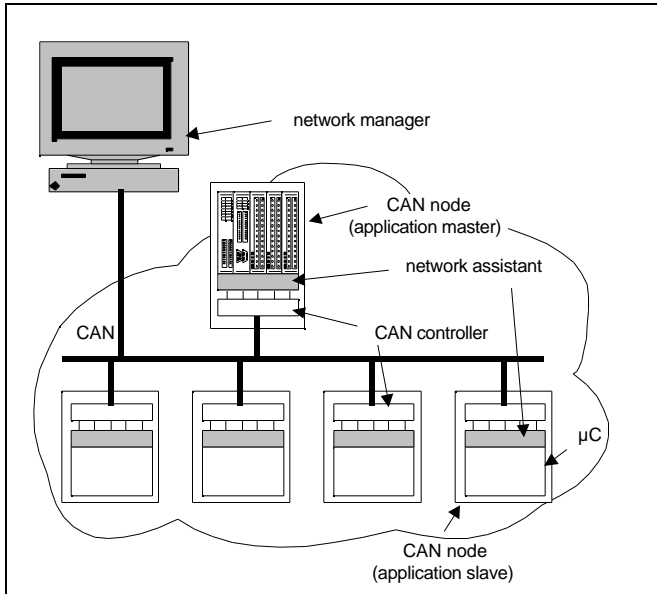 network manager
CAN node
(application master)
network assistant
CAN
CAN controller
µC
CAN node
(application slave)